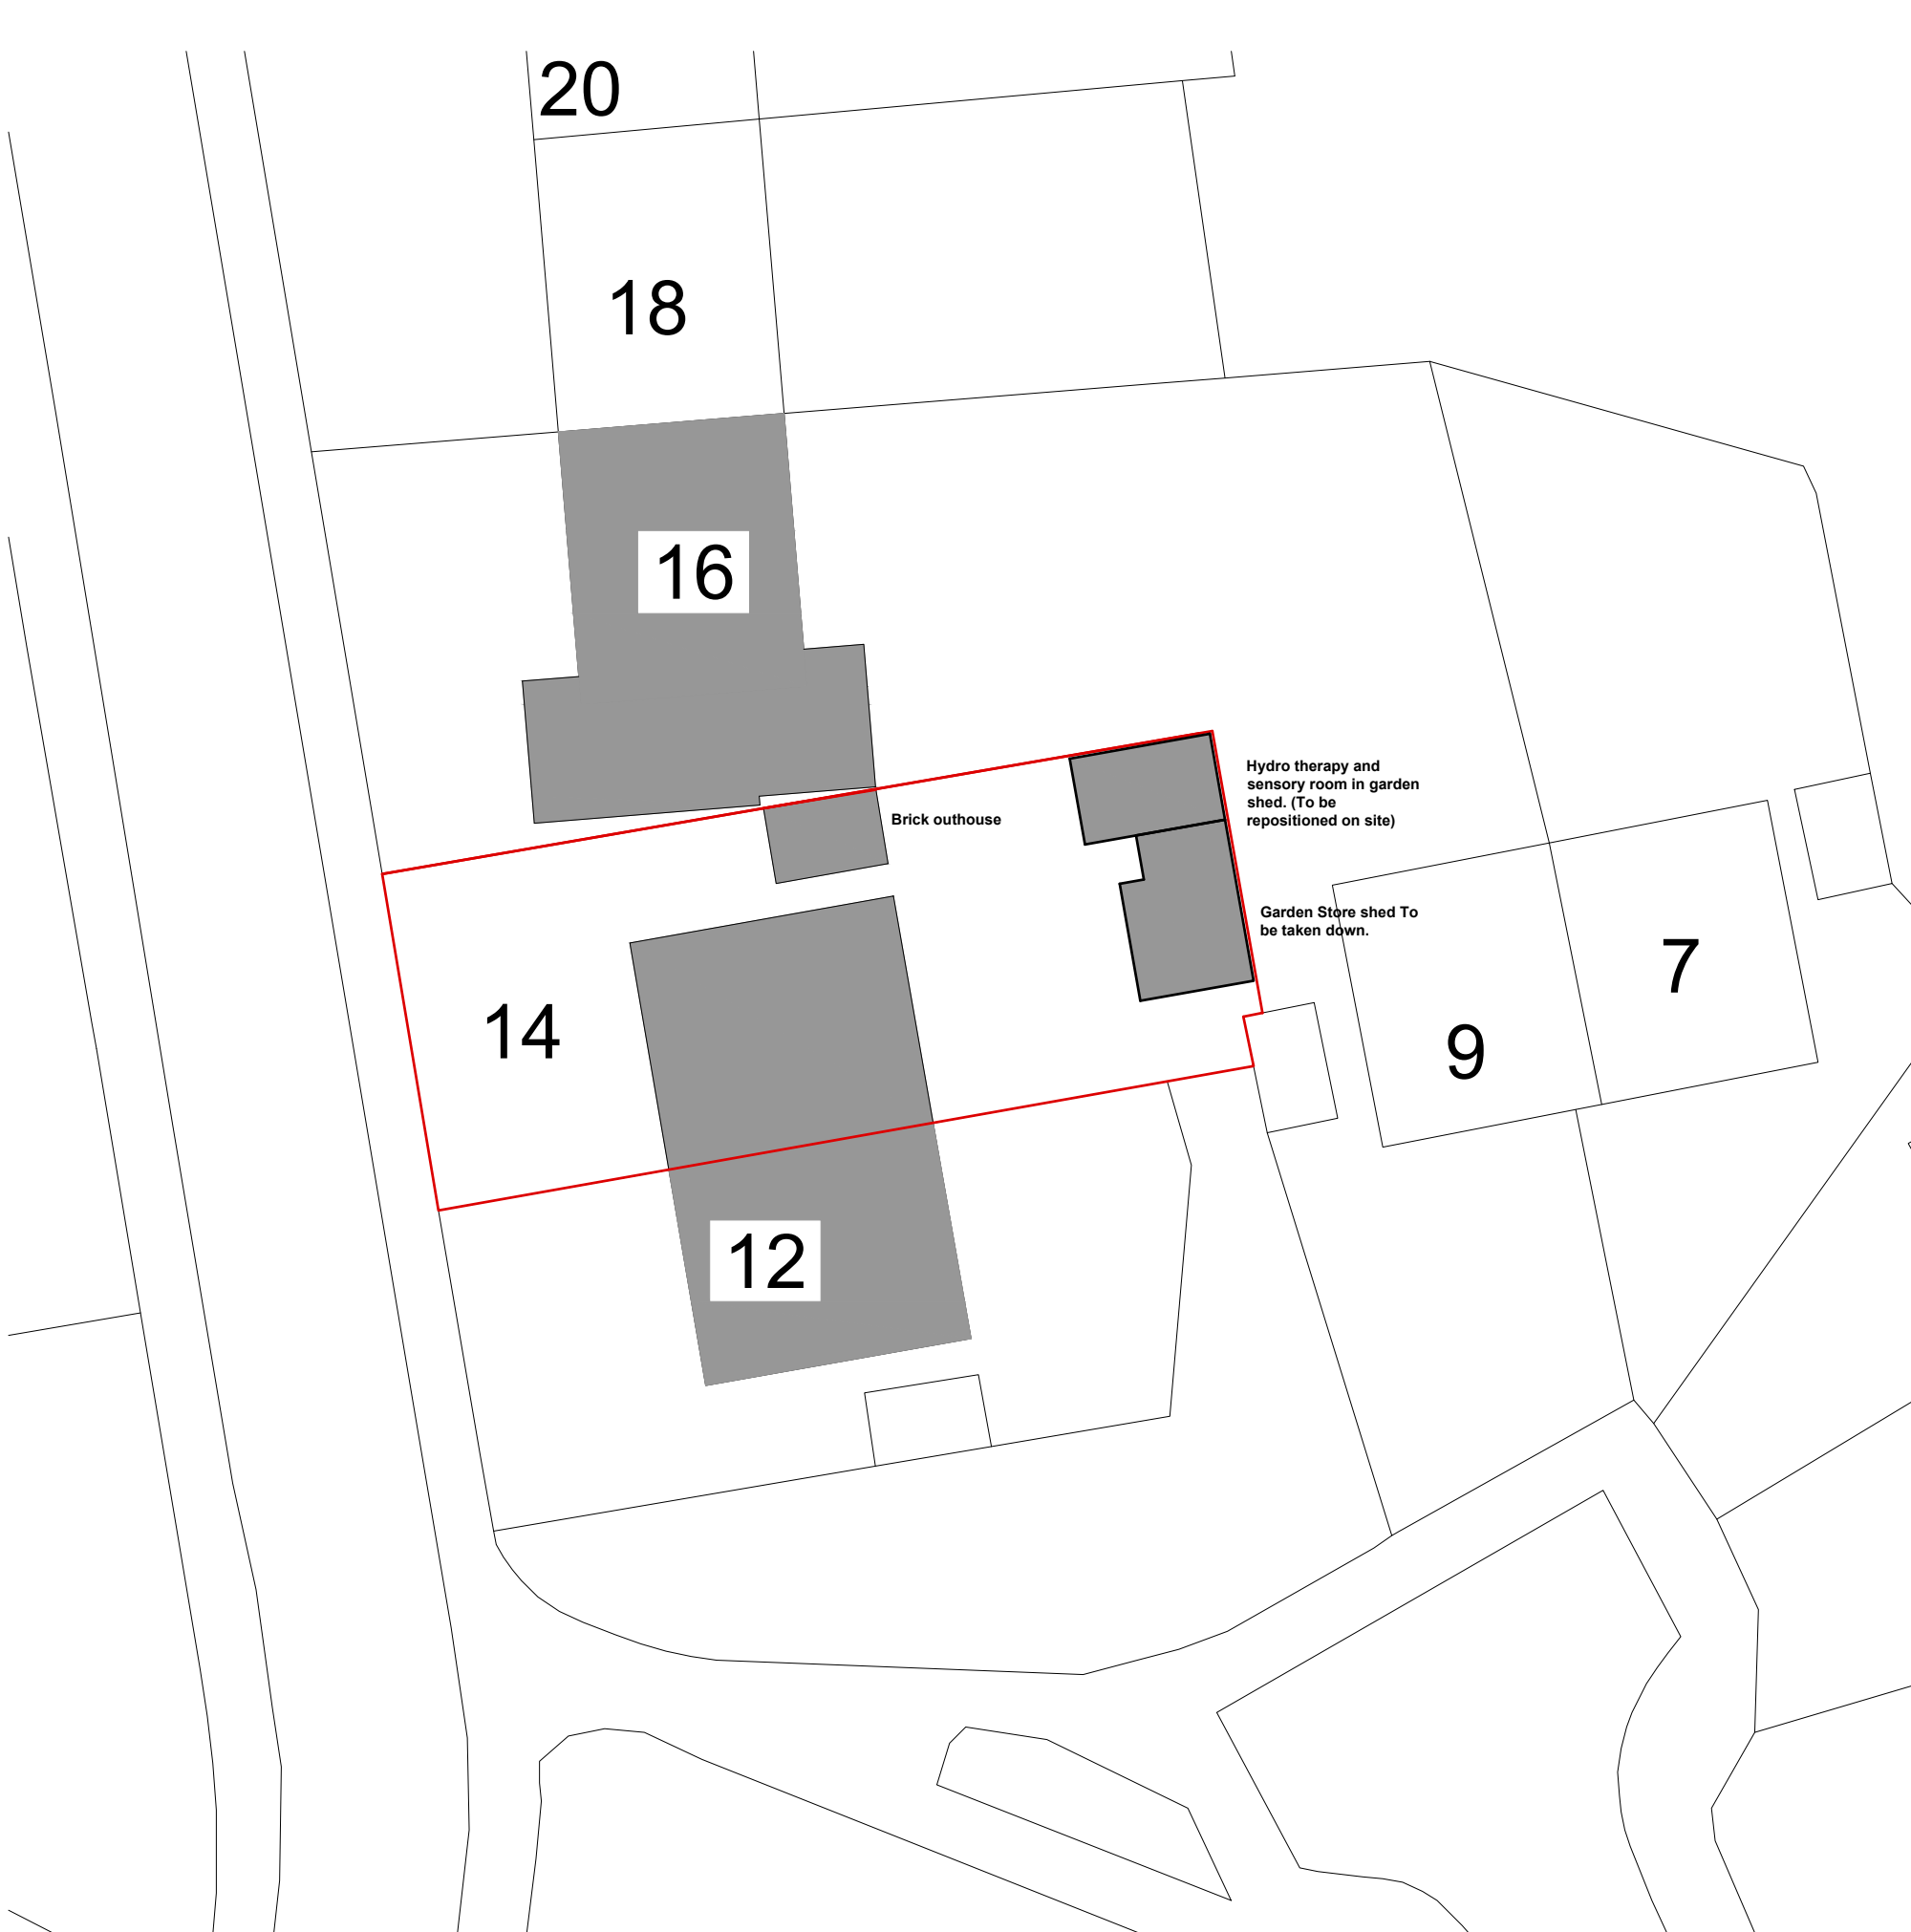 20
18
16
Hydro therapy and
sensory room in garden
shed. (To be
repositioned on site)
Brick outhouse
Garden Store shed To
be taken down.
7
14
9
12